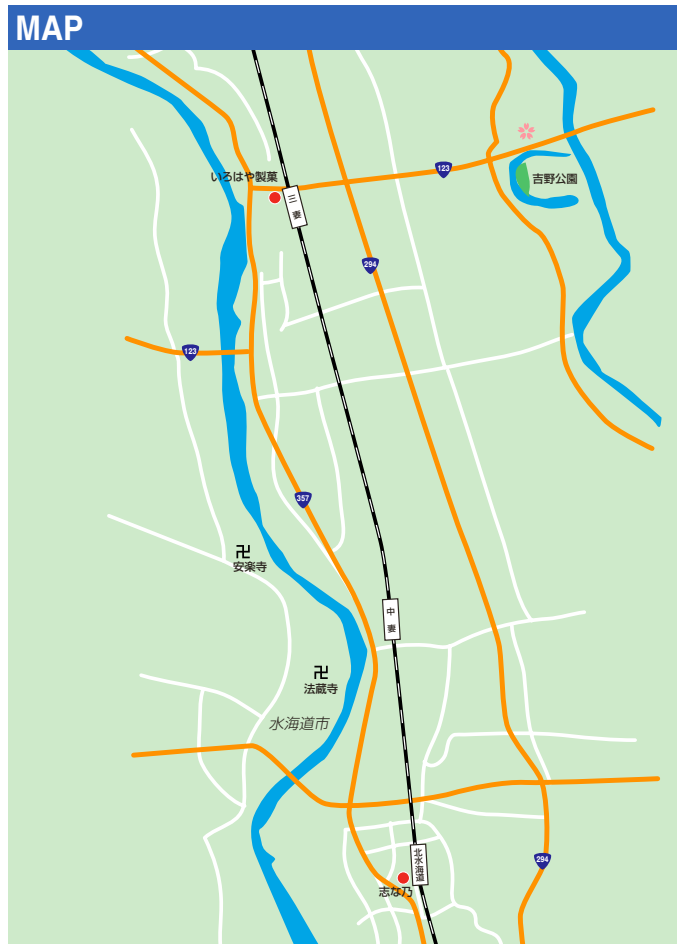 MAP
いろはや製菓
三妻
123
吉野公園
294
123
357
卍
安楽寺
中妻
卍
法蔵寺
水海道市
北水海道
294
志な乃